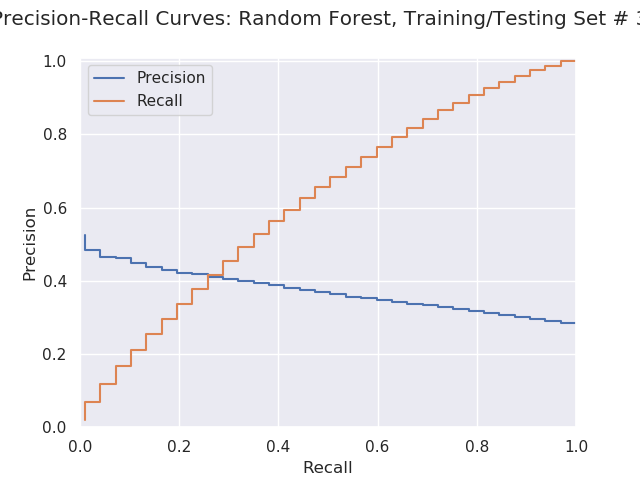 Precision-Recall Curves: Random Forest, Training/Testing Set # 3
1.0
0.8
0.6
0.4
0.2
0.0
Precision
Precision
Recall
0.0 0.2 0.4 0.6 0.8 1.0
Recall